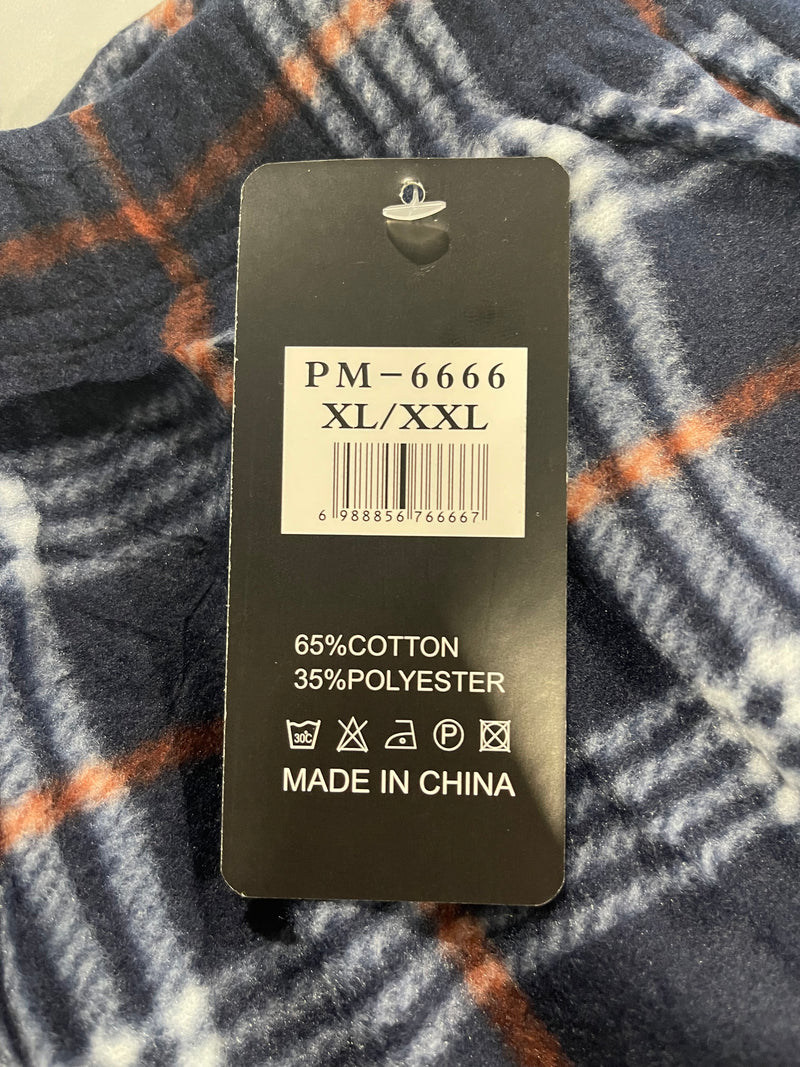 PM-6666
XL/XXL
6 988856 766667
65%COTTON
35%POLYESTER
30℃ P
MADE IN CHINA